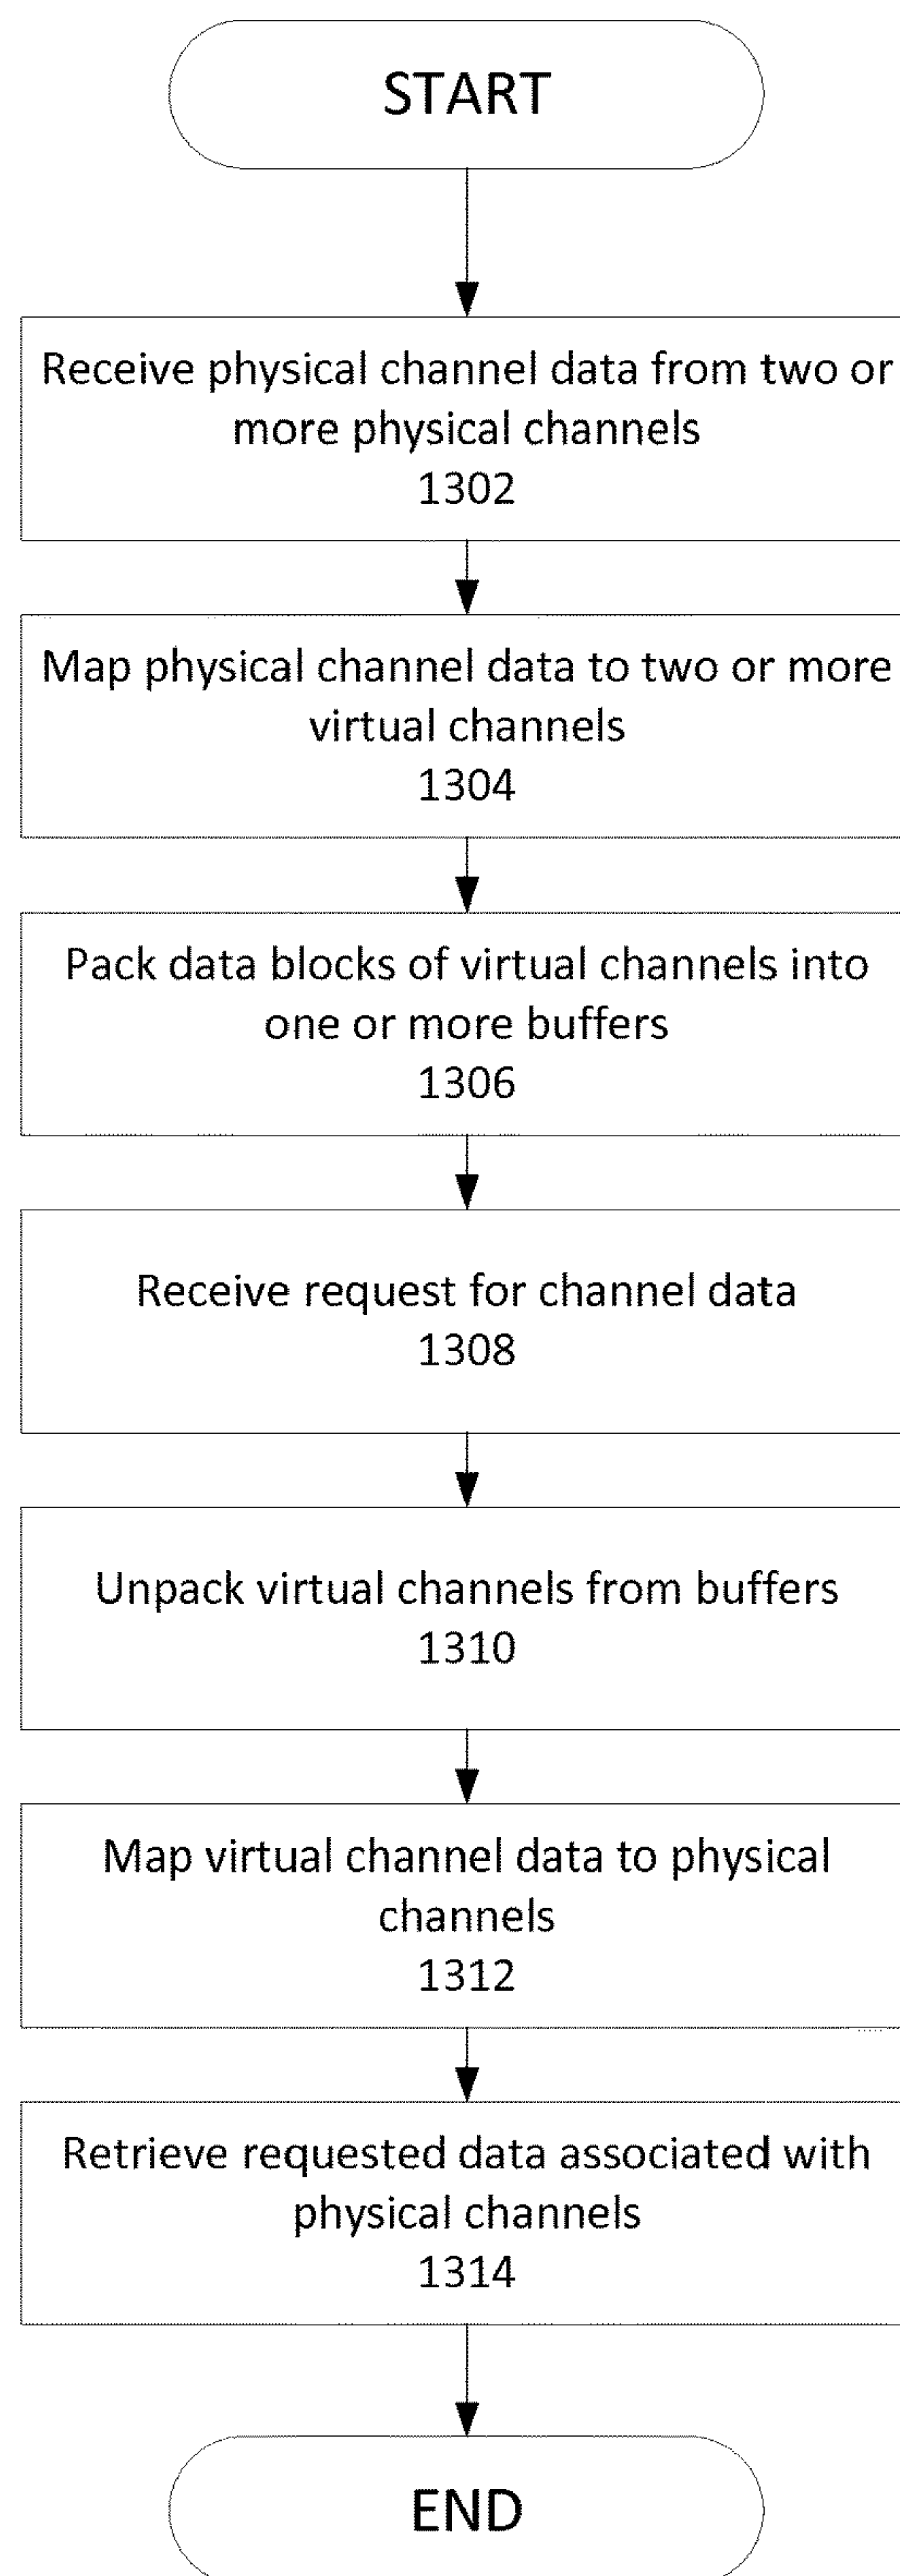 START
Receive physical channel data from two or
more physical channels
1302
Map physical channel data to two or more
virtual channels
1304
Pack data blocks of virtual channels into
one or more buffers
1306
Receive request for channel data
1308
Unpack virtual channels from buffers
1310
Map virtual channel data to physical
channels
1312
Retrieve requested data associated with
physical channels
1314
END